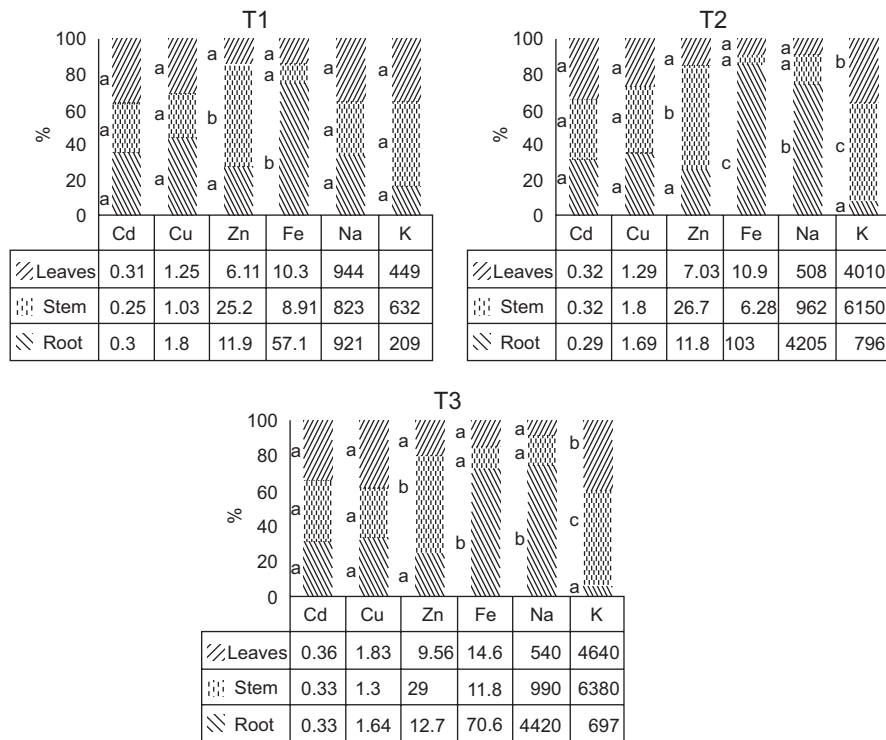 T1
100
80
60
40
20
0
%
a a a a a a
a a b a a a
a a a b a a
Cd Cu Zn Fe Na K
Leaves 0.31 1.25 6.11 10.3 944 449
Stem 0.25 1.03 25.2 8.91 823 632
Root 0.3 1.8 11.9 57.1 921 209
T2
100
80
60
40
20
0
%
a a a a a b
a a b a a c
a a a c b a
Cd Cu Zn Fe Na K
Leaves 0.32 1.29 7.03 10.9 508 4010
Stem 0.32 1.8 26.7 6.28 962 6150
Root 0.29 1.69 11.8 103 4205 796
T3
100
80
60
40
20
0
%
a a a a a b
a a b a a c
a a a b b a
Cd Cu Zn Fe Na K
Leaves 0.36 1.83 9.56 14.6 540 4640
Stem 0.33 1.3 29 11.8 990 6380
Root 0.33 1.64 12.7 70.6 4420 697